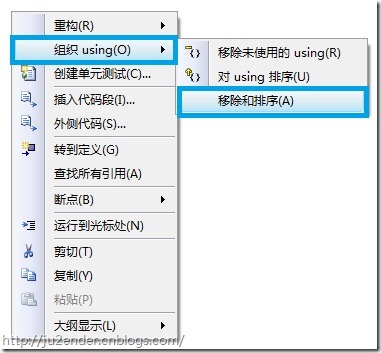 重构(R)
组织 using(O)
创建单元测试(C)...
插入代码段(I)...
外侧代码(S)...
转到定义(G)
查找所有引用(A)
断点(B)
运行到光标处(N)
剪切(T)
复制(Y)
粘贴(P)
大纲显示(L)
移除未使用的 using(R)
对 using 排序(U)
移除和排序(A)
http://ju2ender.cnblogs.com/